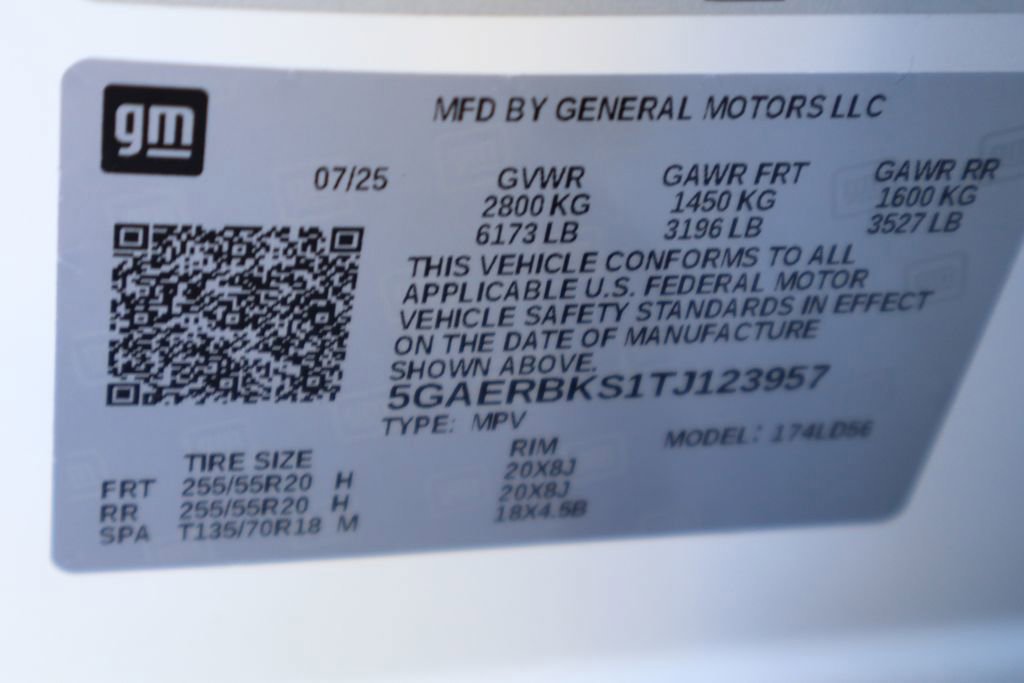 gm
MFD BY GENERAL MOTORS LLC
07/25 GVWR GAWR FRT GAWR RR
2800 KG 1450 KG 1600 KG
6173 LB 3196 LB 3527 LB
THIS VEHICLE CONFORMS TO ALL
APPLICABLE U.S. FEDERAL MOTOR
VEHICLE SAFETY STANDARDS IN EFFECT
ON THE DATE OF MANUFACTURE
SHOWN ABOVE.
5GAERBKS1TJ123957
TYPE: MPV
MODEL: 174LD56
TIRE SIZE RIM
FRT 255/55R20 H 20X8J
RR 255/55R20 H 20X8J
SPA T135/70R18 M 18X4.5B